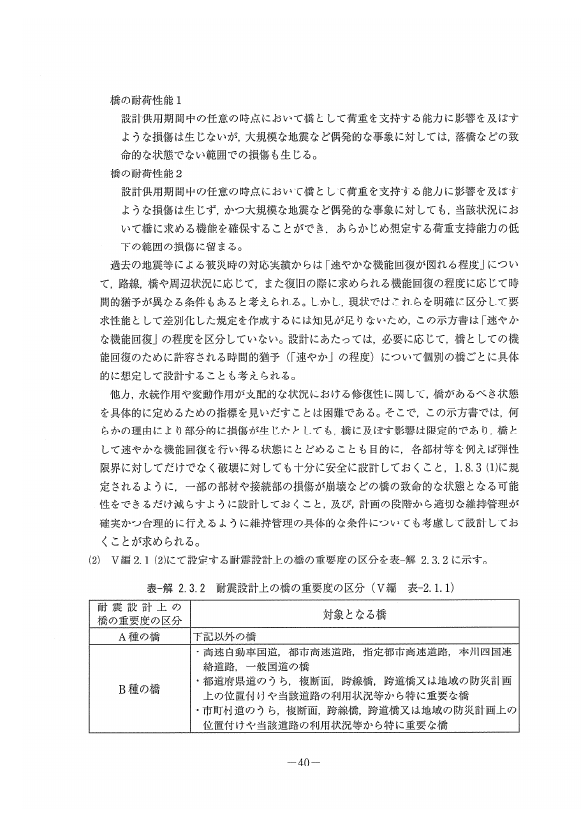 橋の耐荷性能1
設計供用期間中の任意の時点において橋として荷重を支持する能力に影響を及ぼす
ような損傷は生じないが，大規模な地震など偶発的な事象に対しては，落橋などの致
命的な状態でない範囲での損傷も生じる。
橋の耐荷性能2
設計供用期間中の任意の時点において橋として荷重を支持する能力に影響を及ぼす
ような損傷は生じず，かつ大規模な地震など偶発的な事象に対しても，当該状況にお
いて橋に求める機能を確保することができ，あらかじめ想定する荷重支持能力の低
下の範囲の損傷に留まる。
過去の地震等による被災時の対応実績からは「速やかな機能回復が図れる程度」につい
て，路線，橋や周辺状況に応じて，また復旧の際に求められる機能回復の程度に応じて時
間的猶予が異なる条件もあると考えられる。しかし，現状ではこれらを明確に区分して要
求性能として差別化した規定を作成するには知見が足りないため，この示方書は「速やか
な機能回復」の程度を区分していない。設計にあたっては，必要に応じて，橋としての機
能回復のために許容される時間的猶予（「速やか」の程度）について個別の橋ごとに具体
的に想定して設計することも考えられる。
他方，永続作用や変動作用が支配的な状況における修復性に関して，橋があるべき状態
を具体的に定めるための指標を見いだすことは困難である。そこで，この示方書では，何
らかの理由により部分的に損傷が生じたとしても，橋に及ぼす影響は限定的であり，橋と
して速やかな機能回復を行い得る状態にとどめることも目的に，各部材等を例えば弾性
限界に対してだけでなく破壊に対しても十分に安全に設計しておくこと，1.8.3 (1)に規
定されるように，一部の部材や接続部の損傷が崩壊などの橋の致命的な状態となる可能
性をできるだけ減らすように設計しておくこと，及び，計画の段階から適切な維持管理が
確実かつ合理的に行えるように維持管理の具体的な条件についても考慮して設計してお
くことが求められる。
(2) V編2.1 (2)にて設定する耐震設計上の橋の重要度の区分を表-解 2.3.2に示す。
表-解 2.3.2 耐震設計上の橋の重要度の区分（V編 表-2.1.1）
耐震設計上の
橋の重要度の区分
対象となる橋
A種の橋
下記以外の橋
B種の橋
・高速自動車国道，都市高速道路，指定都市高速道路，本州四国連
絡道路，一般国道の橋
・都道府県道のうち，複断面，跨線橋，跨道橋又は地域の防災計画
上の位置付けや当該道路の利用状況等から特に重要な橋
・市町村道のうち，複断面，跨線橋，跨道橋又は地域の防災計画上の
位置付けや当該道路の利用状況等から特に重要な橋
―40―